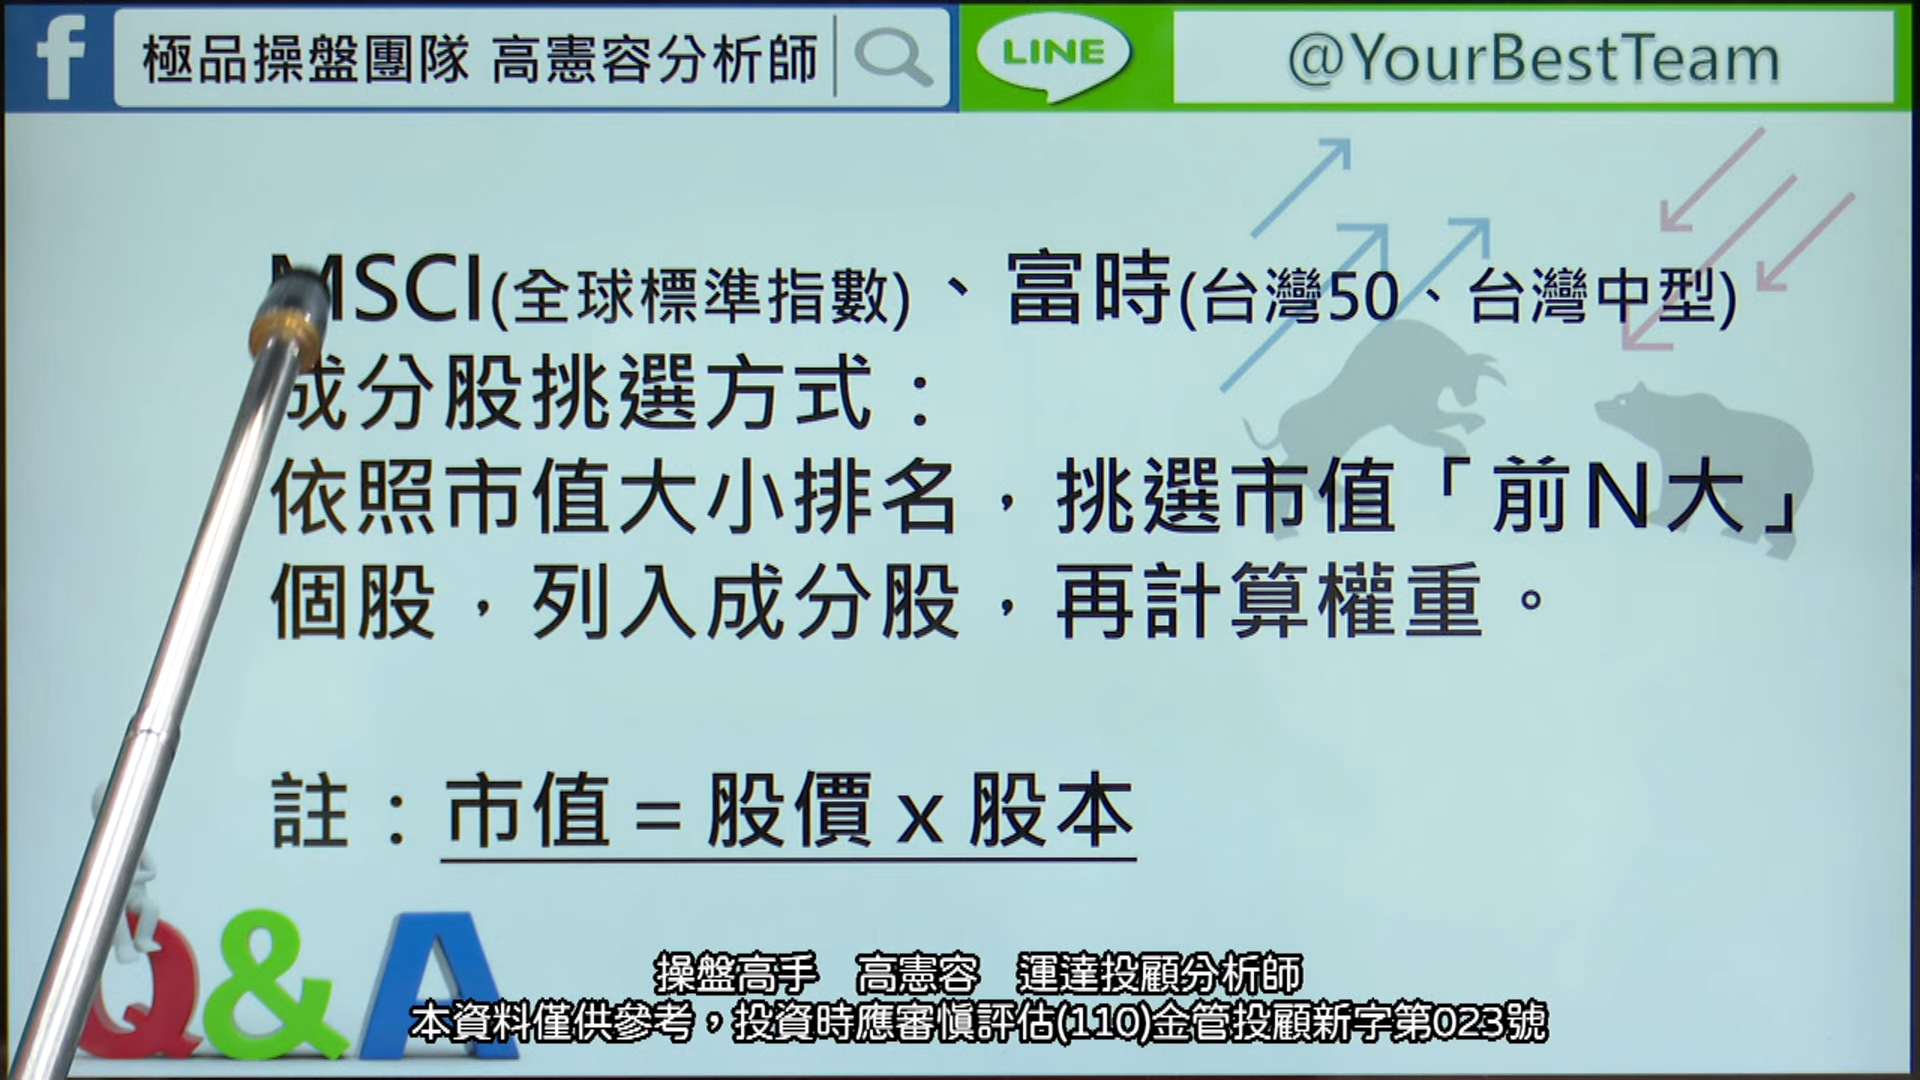 f 極品操盤團隊 高憲容分析師 LINE @YourBestTeam
MSCI(全球標準指數)、富時(台灣50、台灣中型)
成分股挑選方式：
依照市值大小排名，挑選市值「前N大」
個股，列入成分股，再計算權重。
註：市值=股價x股本
Q&A
操盤高手 高憲容 運達投顧分析師
本資料僅供參考，投資時應審慎評估(110)金管投顧新字第023號